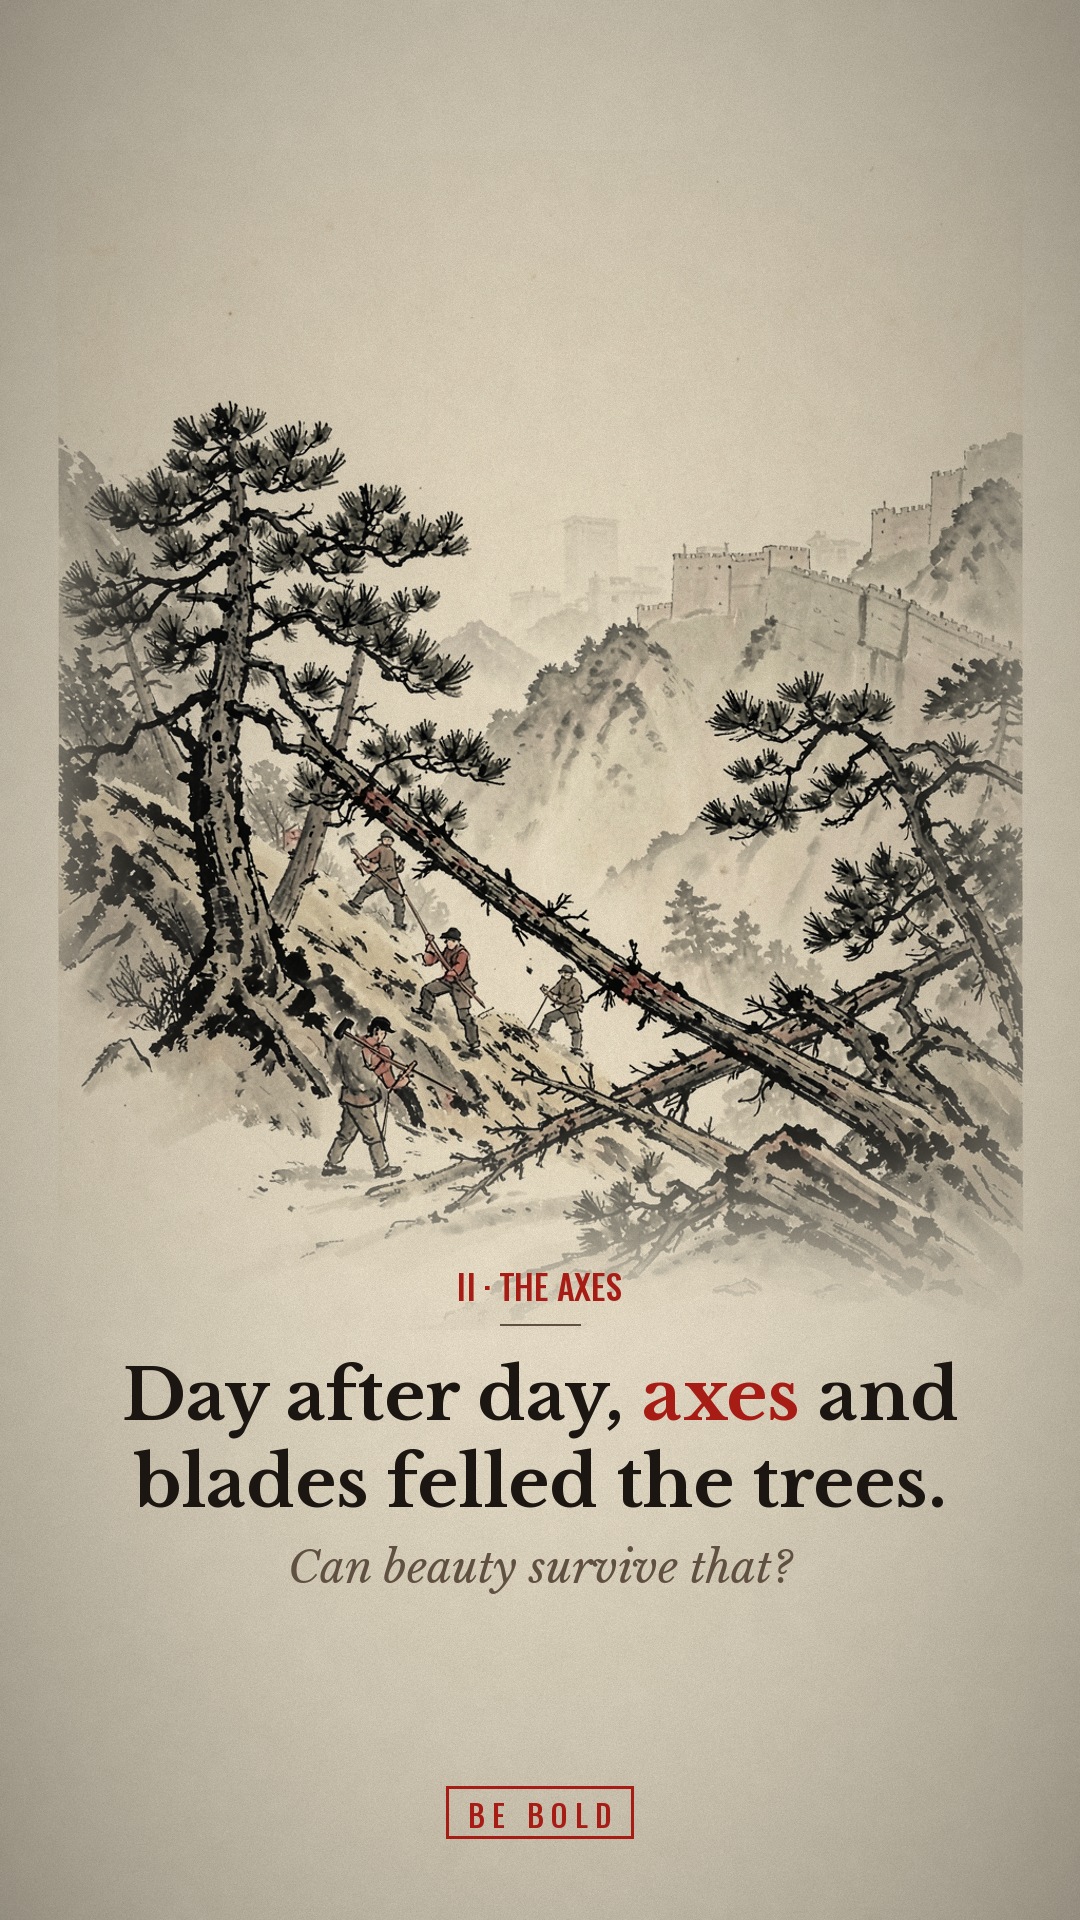 II · THE AXES
Day after day, axes and
blades felled the trees.
Can beauty survive that?
BE BOLD